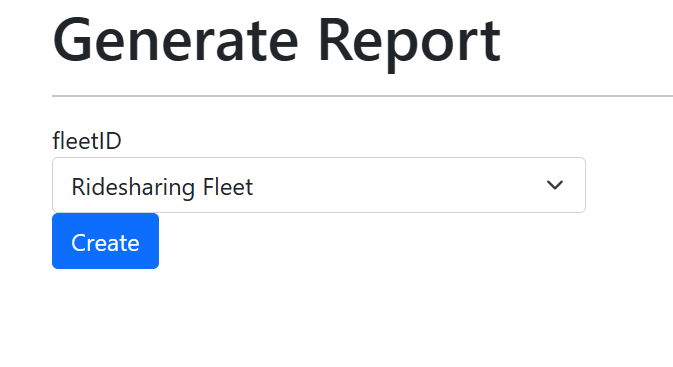 Generate Report
fleetID
Ridesharing Fleet
Create